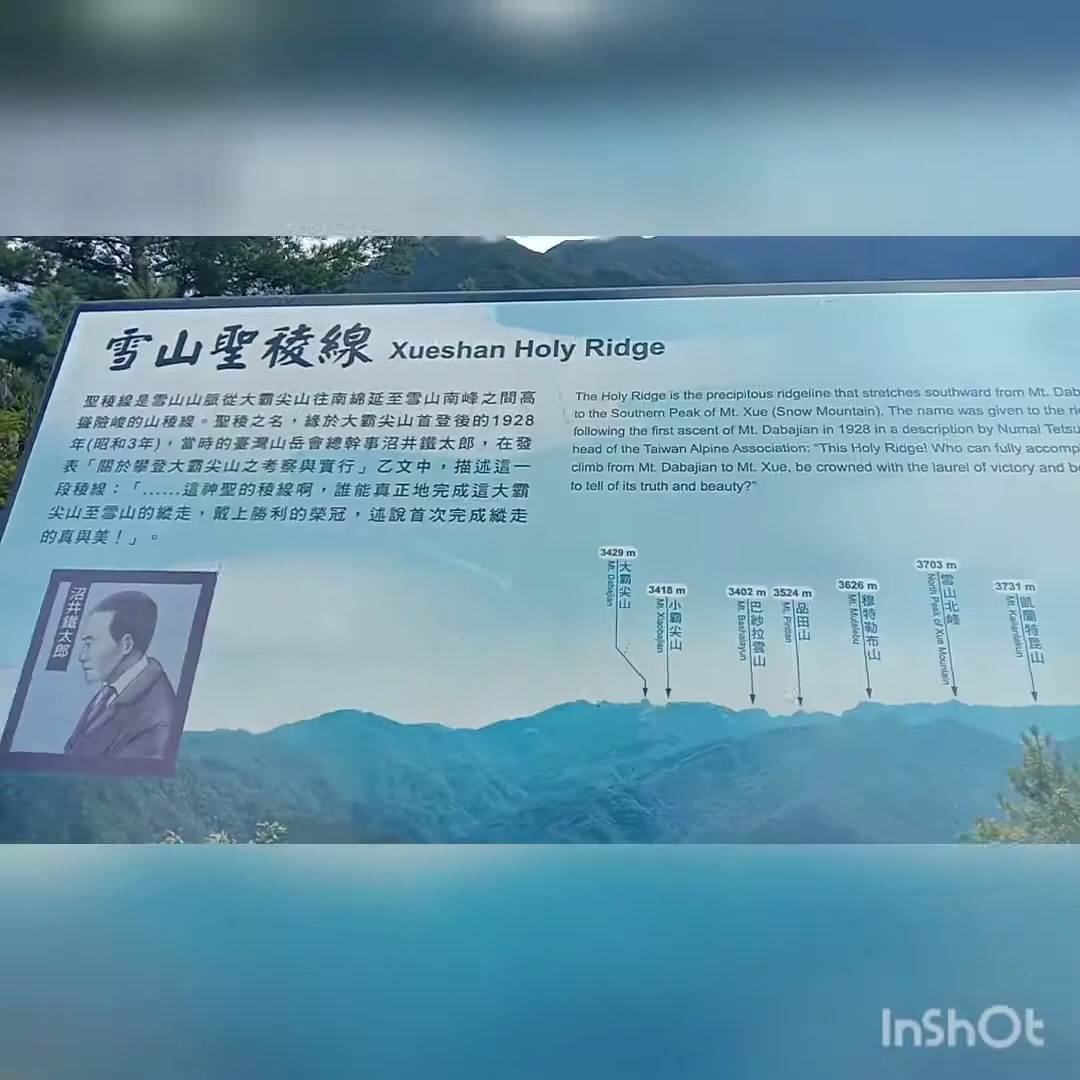 雪山聖稜線 Xueshan Holy Ridge
聖稜線是雪山山脈從大霸尖山往南綿延至雪山南峰之間高
聳險峻的山稜線。聖稜之名，緣於大霸尖山首登後的1928
年(昭和3年)，當時的臺灣山岳會總幹事沼井鐵太郎，在發
表「關於攀登大霸尖山之考察與實行」乙文中，描述這一
段稜線：「……這神聖的稜線啊，誰能真正地完成這大霸
尖山至雪山的縱走，戴上勝利的榮冠，述說首次完成縱走
的真與美！」。
The Holy Ridge is the precipitous ridgeline that stretches southward from Mt.
to the Southern Peak of Mt. Xue (Snow Mountain). The name was given to the
following the first ascent of Mt. Dabajian in 1928 in a description by Numai
head of the Taiwan Alpine Association: "This Holy Ridge! Who can fully
climb from Mt. Dabajian to Mt. Xue, be crowned with the laurel of victory and
to tell of its truth and beauty?"
沼井鐵太郎
3429 m
大霸尖山
Mt. Dabajian
3418 m
小霸尖山
Mt. Xiaobajian
3402 m
巴紗拉雲山
Mt. Bashalayun
3524 m
品田山
Mt. Pintian
3626 m
穆特勒布山
Mt. Mutelebu
3703 m
雪山北峰
North Peak of Xue Mountain
3731 m
凱蘭特昆山
Mt. Kailantekun
InShOt